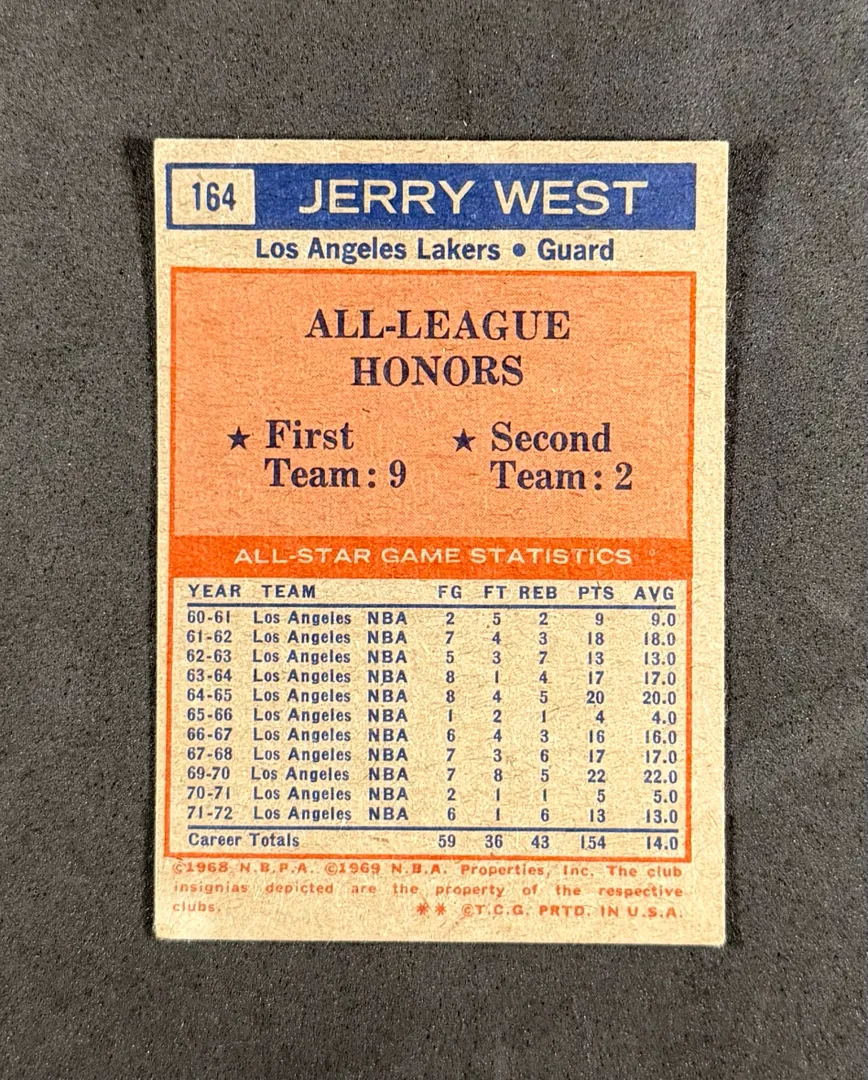 164 JERRY WEST
Los Angeles Lakers • Guard
ALL-LEAGUE
HONORS
★ First ★ Second
Team: 9 Team: 2
ALL-STAR GAME STATISTICS
YEAR TEAM FG FT REB PTS AVG
60-61 Los Angeles NBA 2 5 2 9 9.0
61-62 Los Angeles NBA 7 4 3 18 18.0
62-63 Los Angeles NBA 5 3 7 13 13.0
63-64 Los Angeles NBA 8 1 4 17 17.0
64-65 Los Angeles NBA 8 4 5 20 20.0
65-66 Los Angeles NBA 1 2 1 4 4.0
66-67 Los Angeles NBA 6 4 3 16 16.0
67-68 Los Angeles NBA 7 3 6 17 17.0
69-70 Los Angeles NBA 7 8 5 22 22.0
70-71 Los Angeles NBA 2 1 1 5 5.0
71-72 Los Angeles NBA 6 1 6 13 13.0
Career Totals 59 36 43 154 14.0
©1968 N.B.P.A. ©1969 N.B.A. Properties, Inc. The club
insignias depicted are the property of the respective
clubs. ** ©T.C.G. PRTD. IN U.S.A.